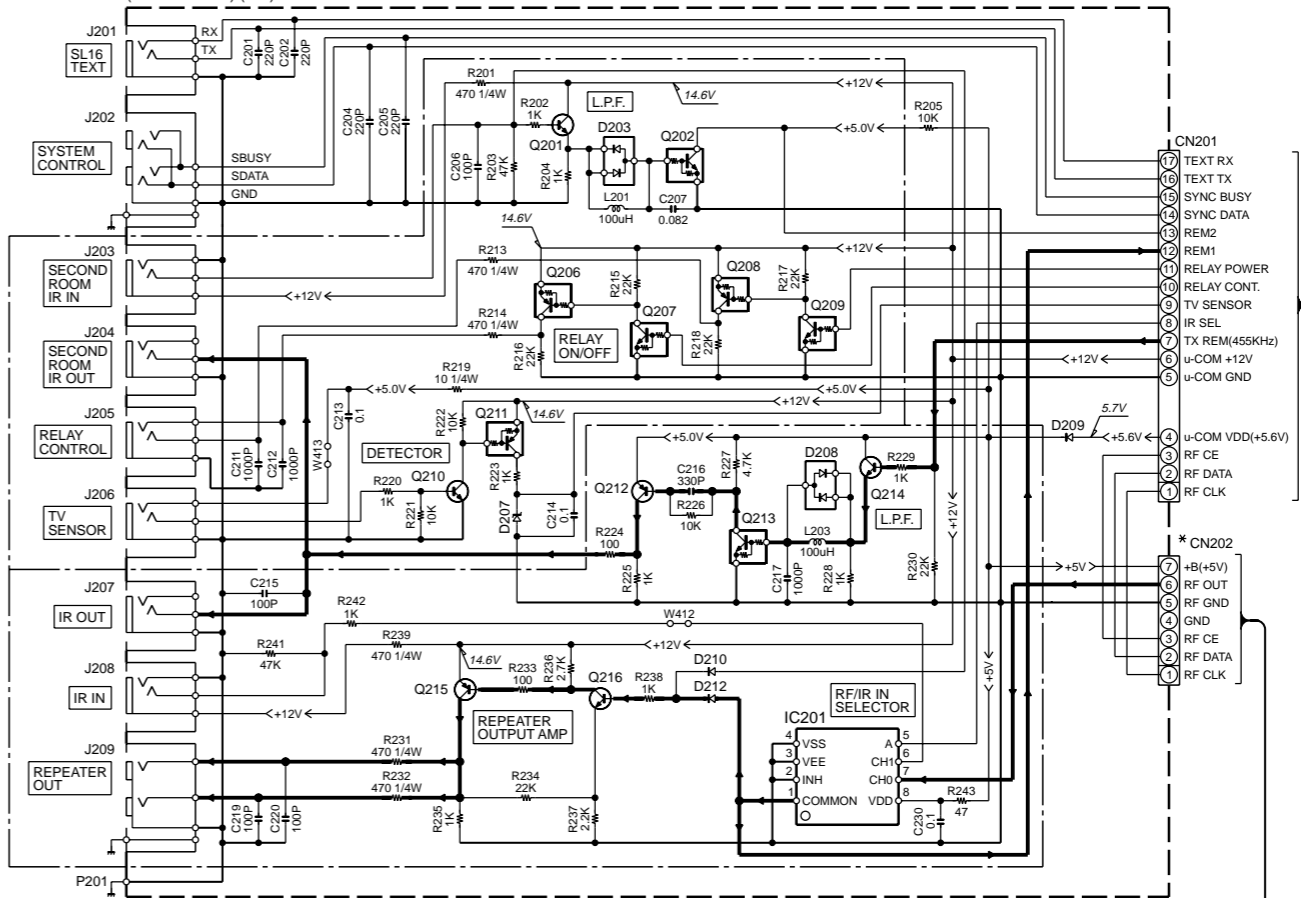 J201
RX
TX
SL16
TEXT
C201
220P
C202
220P
J202
SYSTEM
CONTROL
SBUSY
SDATA
GND
C204
220P
C205
220P
R201
470 1/4W
R202
1K
L.P.F.
D203
Q202
Q201
C206
100P
R203
47K
R204
1K
L201
100uH
C207
0.082
14.6V
+12V
+5.0V
R205
10K
CN201
17 TEXT RX
16 TEXT TX
15 SYNC BUSY
14 SYNC DATA
13 REM2
12 REM1
11 RELAY POWER
10 RELAY CONT.
9 TV SENSOR
8 IR SEL
7 TX REM(455KHz)
6 u-COM +12V
5 u-COM GND
4 u-COM VDD(+5.6V)
3 RF CE
2 RF DATA
1 RF CLK
J203
SECOND
ROOM
IR IN
+12V
R213
470 1/4W
14.6V
Q206
R215
22K
Q208
R217
22K
+12V
Q207
Q209
R214
470 1/4W
R216
22K
RELAY
ON/OFF
R218
22K
+12V
J204
SECOND
ROOM
IR OUT
R219
10 1/4W
+5.0V
+5.0V
+12V
J205
RELAY
CONTROL
C211
1000P
C212
1000P
W413
C213
0.1
DETECTOR
R222
10K
Q211
14.6V
Q210
R220
1K
R221
10K
R223
1K
D207
C214
0.1
J206
TV
SENSOR
+5.0V
R227
4.7K
D208
R229
1K
Q214
L.P.F.
D209
5.7V
+5.6V
Q212
C216
330P
R226
10K
Q213
L203
100uH
R224
100
R225
1K
C217
1000P
R228
1K
R230
22K
+12V
+5V
* CN202
7 +B(+5V)
6 RF OUT
5 RF GND
4 GND
3 RF CE
2 RF DATA
1 RF CLK
J207
IR OUT
C215
100P
R242
1K
W412
R241
47K
R239
470 1/4W
+12V
+5V
J208
IR IN
+12V
14.6V
Q215
R233
100
R236
2.7K
Q216
R238
1K
D210
D212
RF/IR IN
SELECTOR
IC201
REPEATER
OUTPUT AMP
4 VSS
3 VEE
2 INH
1 COMMON
A 5
CH1 6
CH0 7
VDD 8
R243
47
C230
0.1
J209
REPEATER
OUT
R231
470 1/4W
R232
470 1/4W
R234
22K
C219
100P
C220
100P
R235
1K
R237
2.2K
P201